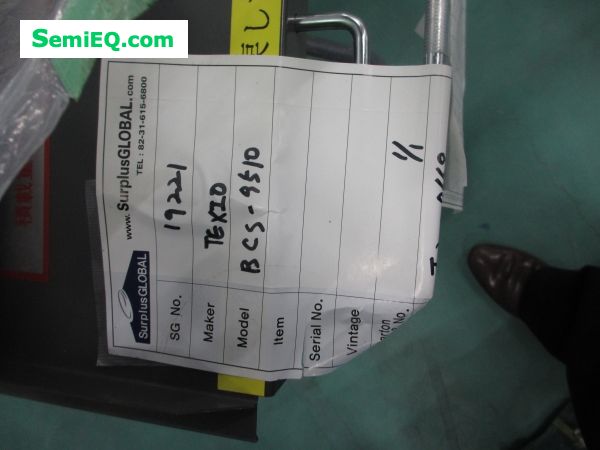 SemiEQ.com
SurplusGLOBAL
www.SurplusGLOBAL.com
TEL : 82-31-615-6800
SG No. 19221
Maker TEKIO
Model BCS-9510
Item
Serial No.
Vintage
1/1